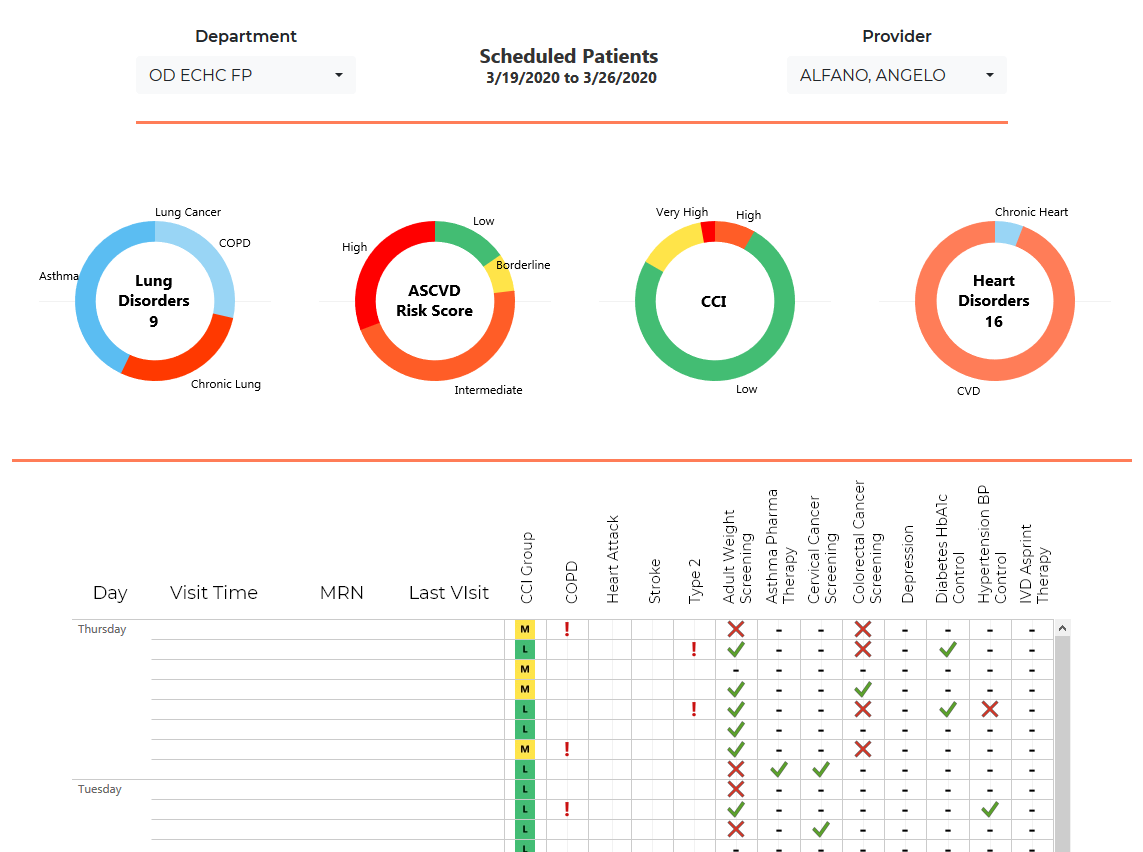 Department
Provider
Scheduled Patients
3/19/2020 to 3/26/2020
OD ECHC FP
ALFANO, ANGELO
Lung Cancer
COPD
Asthma
Chronic Lung
Lung
Disorders
9
Low
High
Borderline
Intermediate
ASCVD
Risk Score
Very High
High
Low
CCI
Chronic Heart
CVD
Heart
Disorders
16
Day
Visit Time
MRN
Last VIsit
CCI Group
COPD
Heart Attack
Stroke
Type 2
Adult Weight
Screening
Asthma Pharma
Therapy
Cervical Cancer
Screening
Colorectal Cancer
Screening
Depression
Diabetes HbA1c
Control
Hypertension BP
Control
IVD Asprint
Therapy
Thursday M ! - - - - - -
L ! - - - - -
M - - - - - - - -
M - - - - - -
L ! - - - -
L - - - - - - -
M ! - - - - - -
L - - - - -
Tuesday L - - - - - - -
L ! - - - - - -
L - - - - - -
L - - - - - - - -